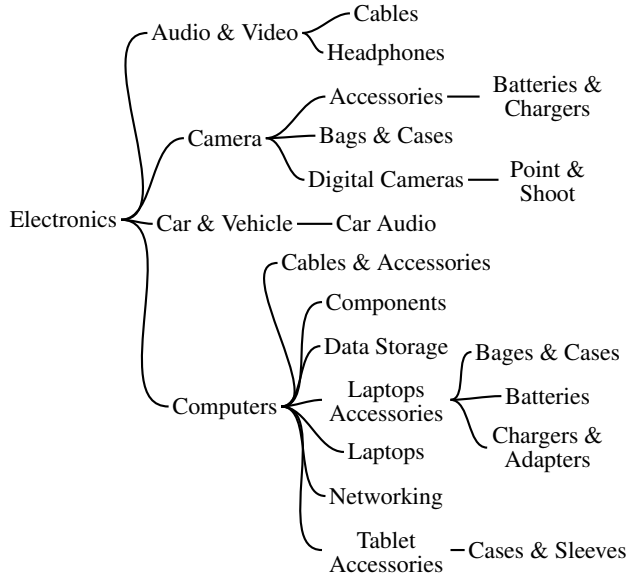 Cables
Audio & Video
Headphones
Accessories
Batteries &
Chargers
Camera
Bags & Cases
Digital Cameras
Point &
Shoot
Electronics
Car & Vehicle
Car Audio
Cables & Accessories
Components
Data Storage
Bages & Cases
Laptops
Accessories
Batteries
Computers
Chargers &
Adapters
Laptops
Networking
Tablet
Accessories
Cases & Sleeves